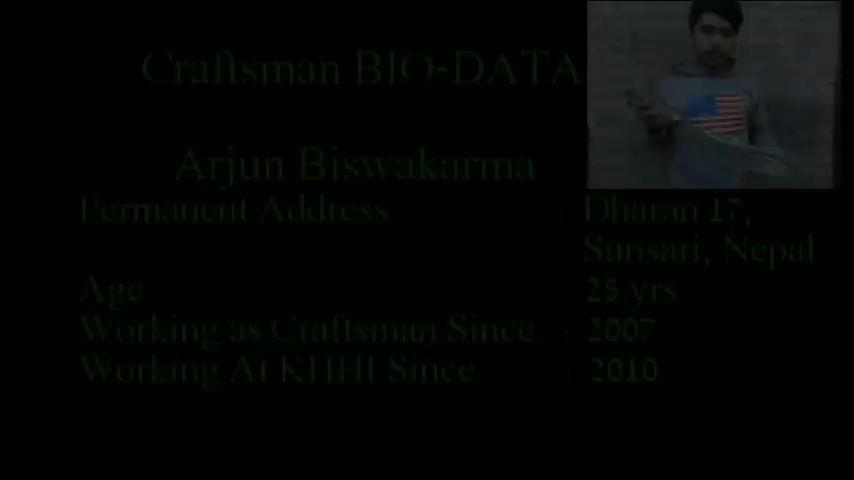 Craftsman BIO-DATA
Arjun Biswakarma
Permanent Address : Dharan 17,
Sunsari, Nepal
Age : 25 yrs
Working as Craftsman Since : 2007
Working At KHHI Since : 2010